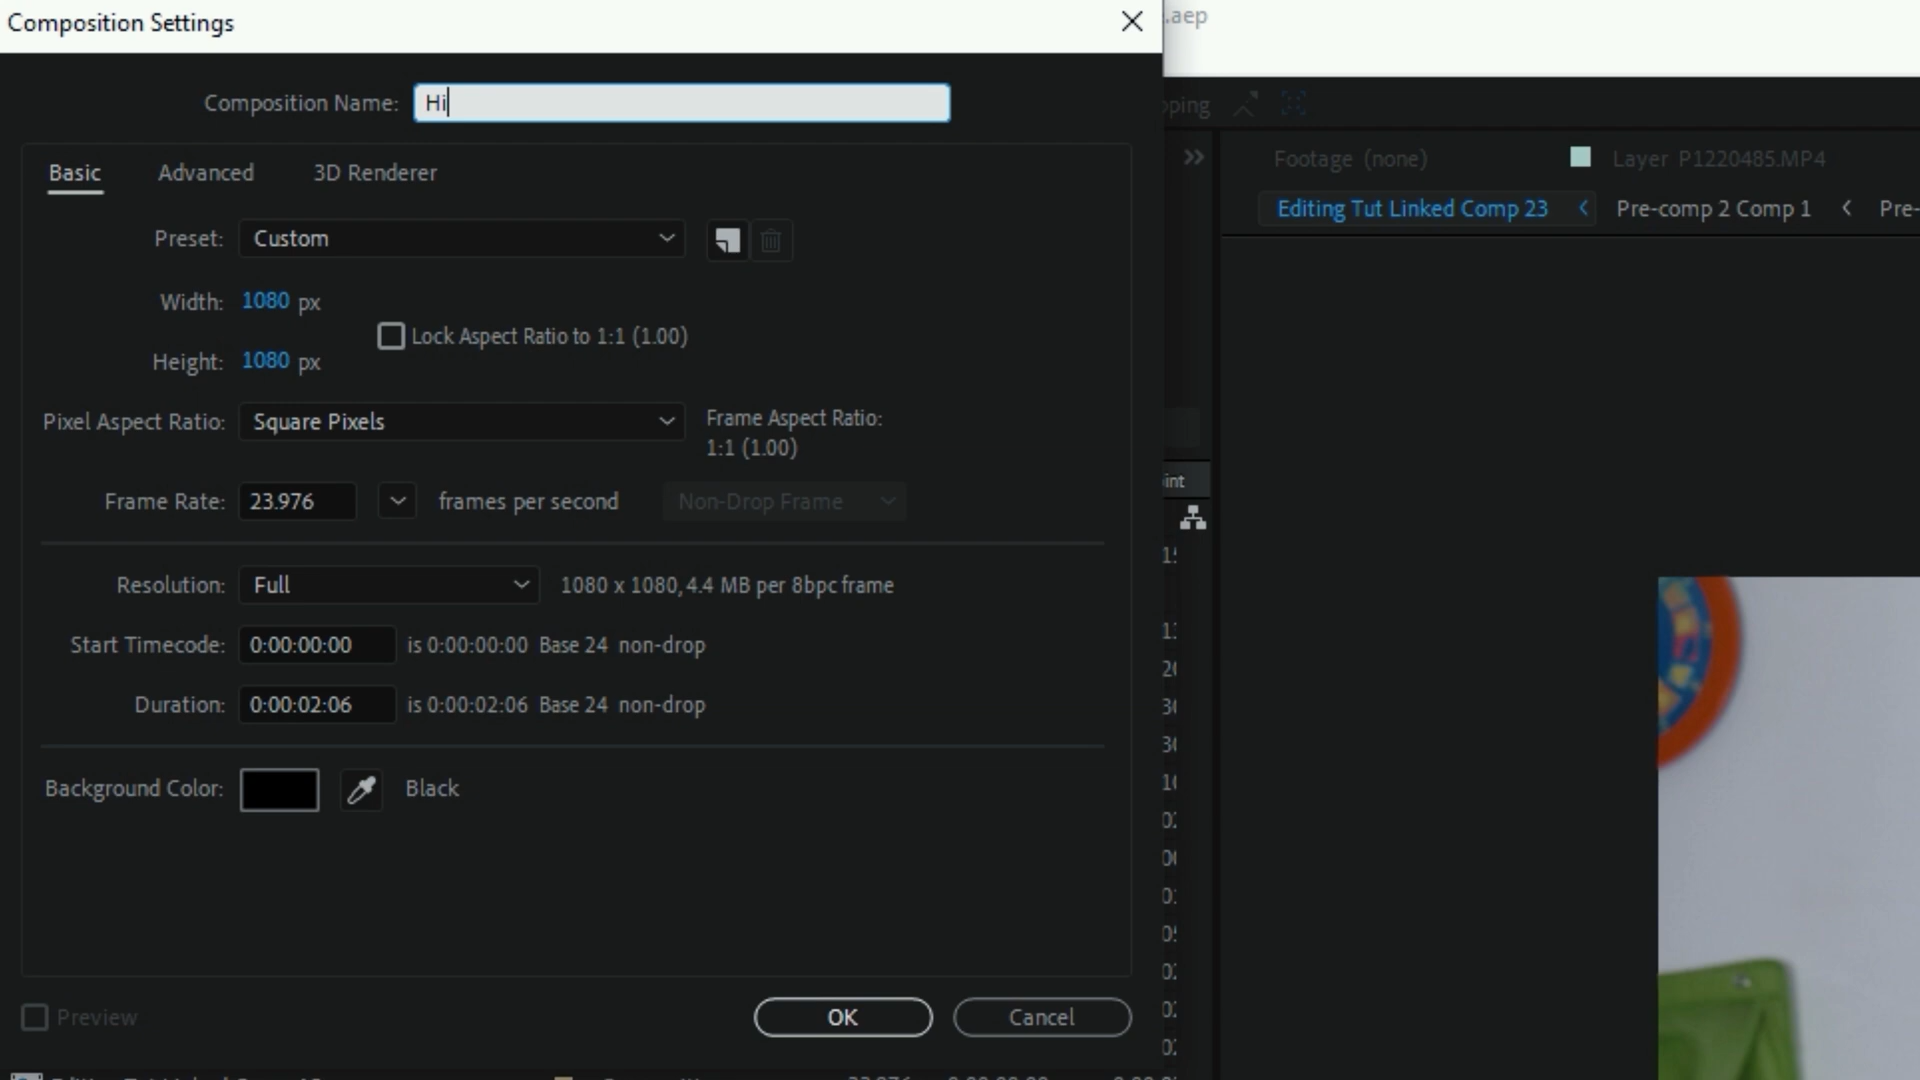 Composition Settings
.aep
Composition Name: Hi
Basic Advanced 3D Renderer
Preset: Custom
Width: 1080 px
Lock Aspect Ratio to 1:1 (1.00)
Height: 1080 px
Pixel Aspect Ratio: Square Pixels
Frame Aspect Ratio:
1:1 (1.00)
Frame Rate: 23.976 frames per second Non-Drop Frame
Resolution: Full 1080 x 1080, 4.4 MB per 8bpc frame
Start Timecode: 0:00:00:00 is 0:00:00:00 Base 24 non-drop
Duration: 0:00:02:06 is 0:00:02:06 Base 24 non-drop
Background Color: Black
Preview
OK Cancel
Footage (none) Layer P1220485.MP4
Editing Tut Linked Comp 23 < Pre-comp 2 Comp 1 < Pre-